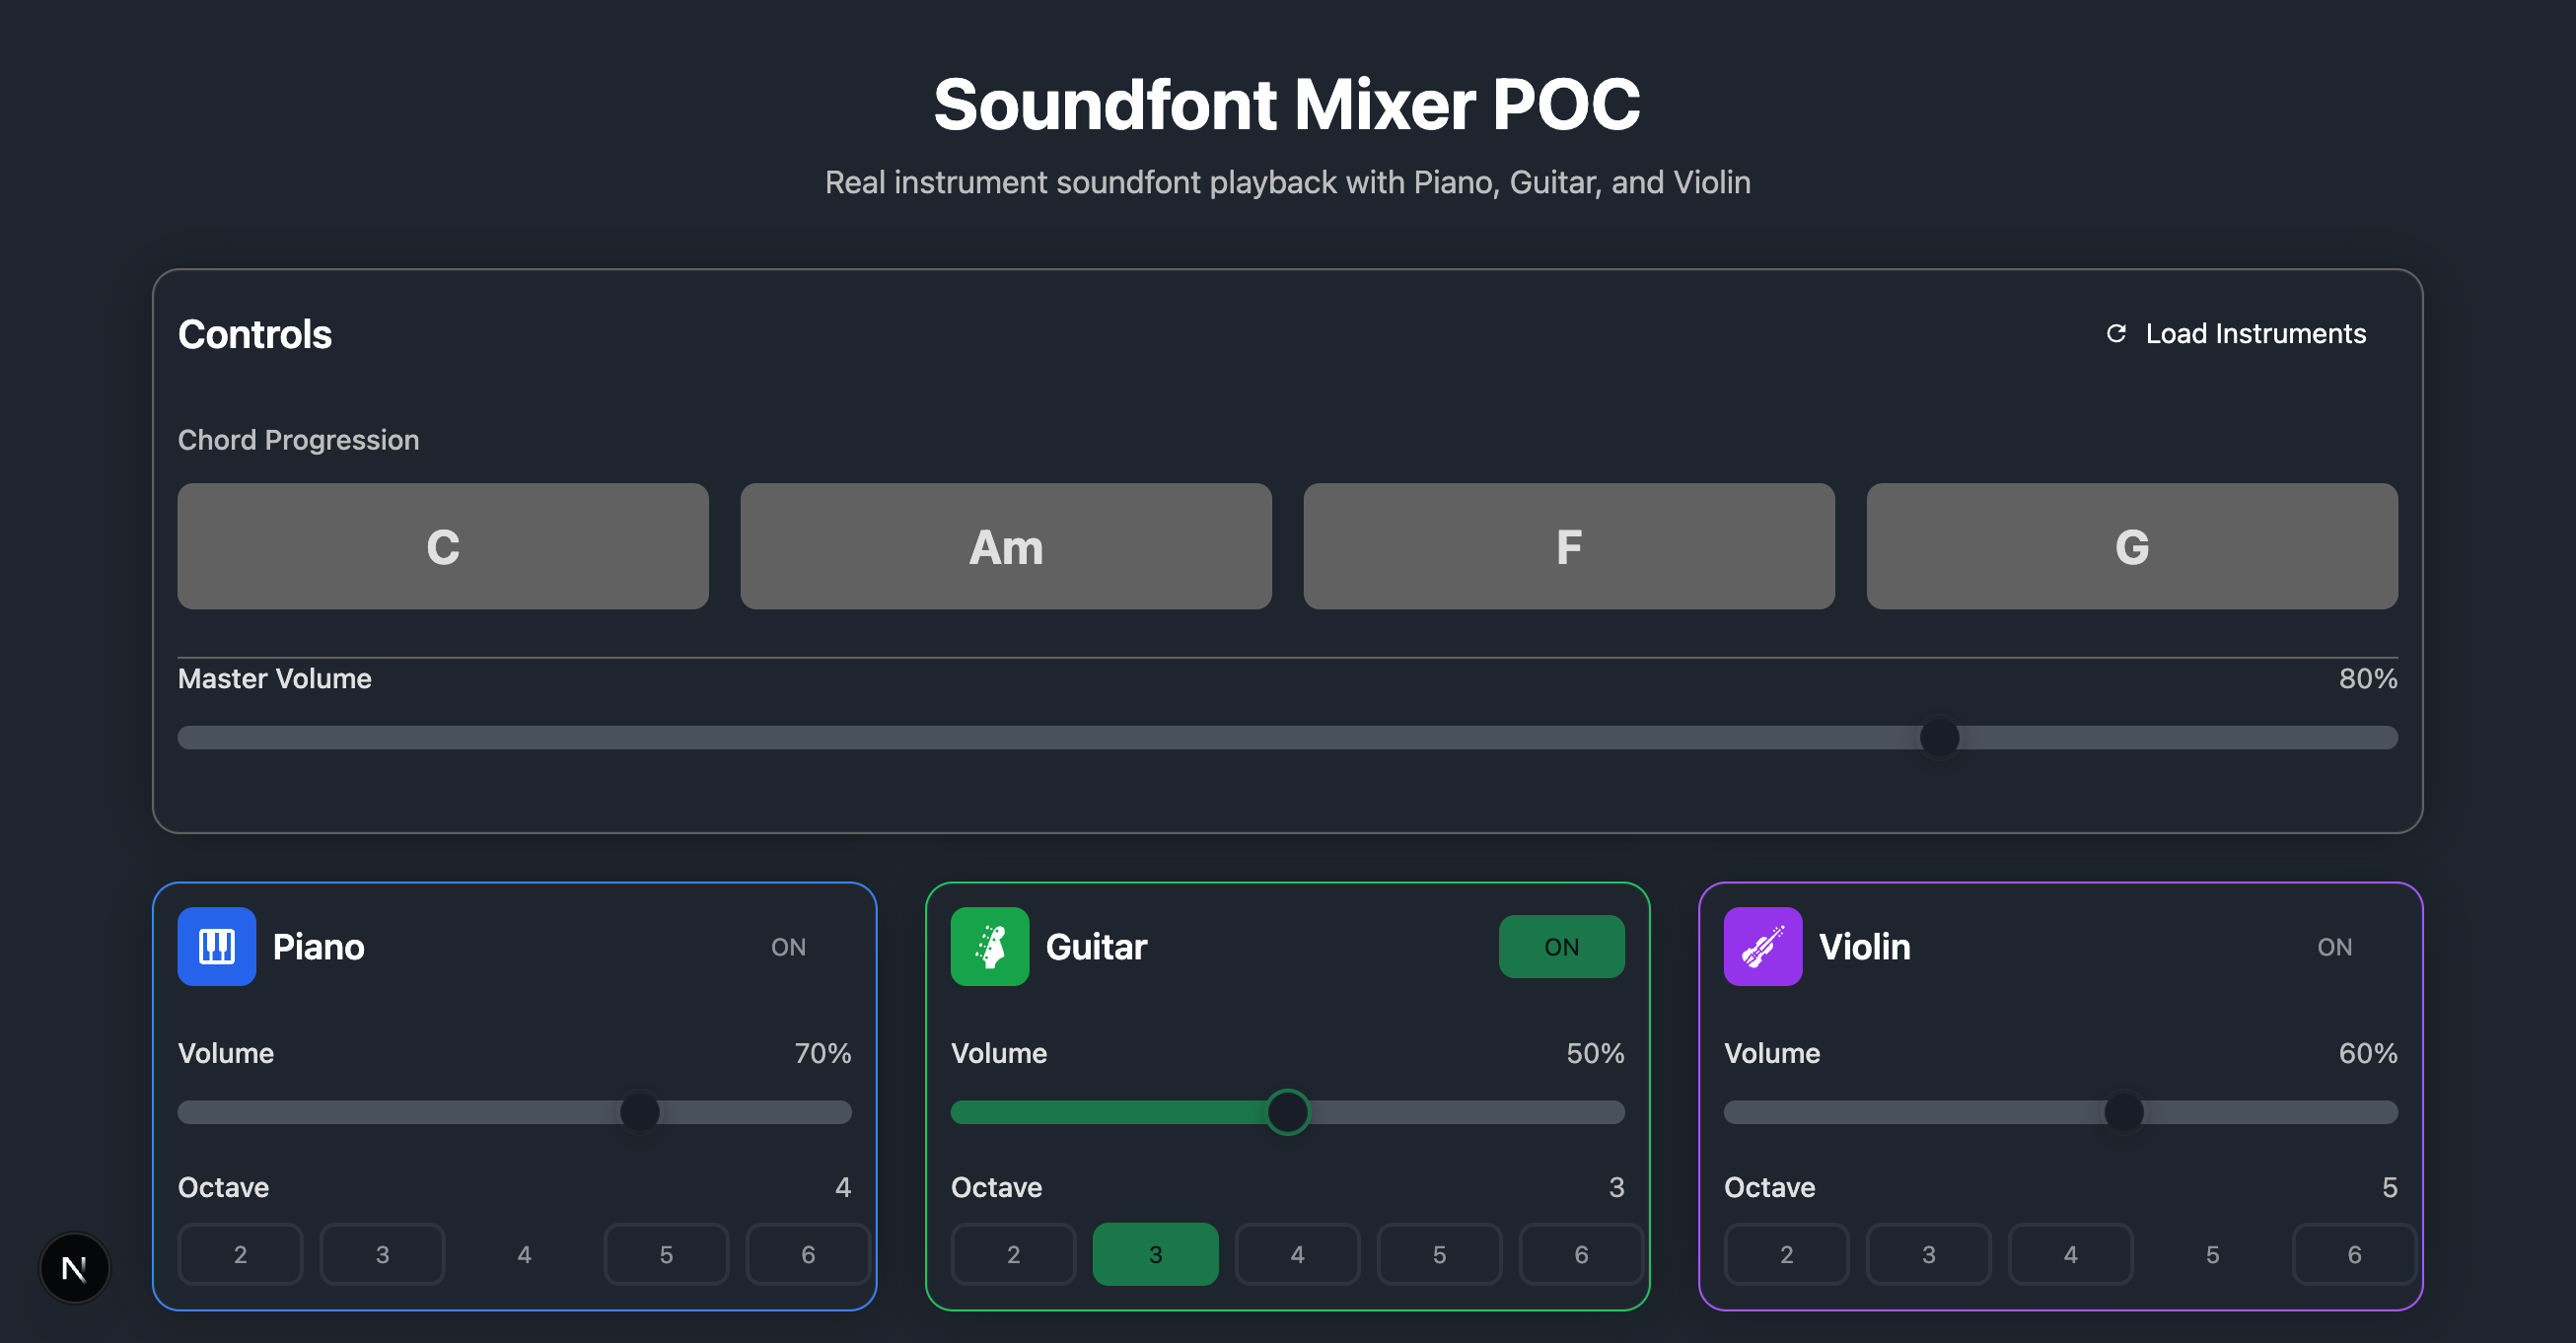 Soundfont Mixer POC
Real instrument soundfont playback with Piano, Guitar, and Violin
Controls
Load Instruments
Chord Progression
C Am F G
Master Volume 80%
Piano ON
Volume 70%
Octave 4
2 3 4 5 6
Guitar ON
Volume 50%
Octave 3
2 3 4 5 6
Violin ON
Volume 60%
Octave 5
2 3 4 5 6
N